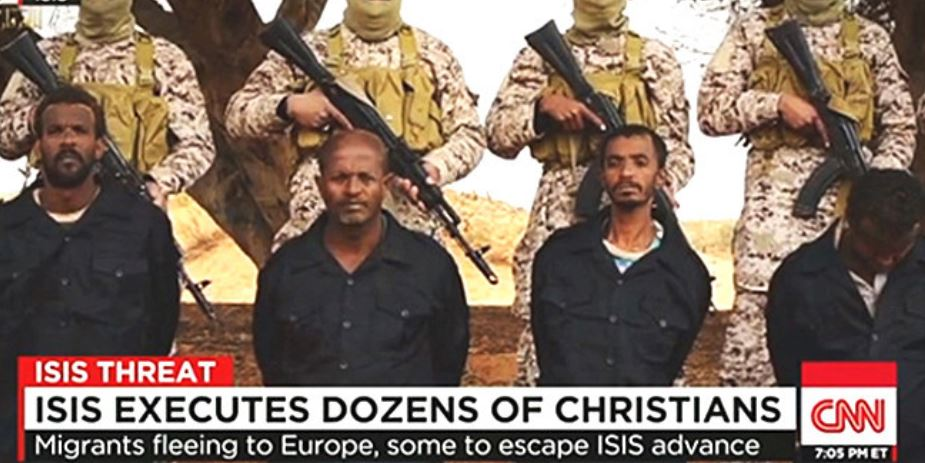 ISIS THREAT
ISIS EXECUTES DOZENS OF CHRISTIANS
Migrants fleeing to Europe, some to escape ISIS advance
CNN
7:05 PM ET